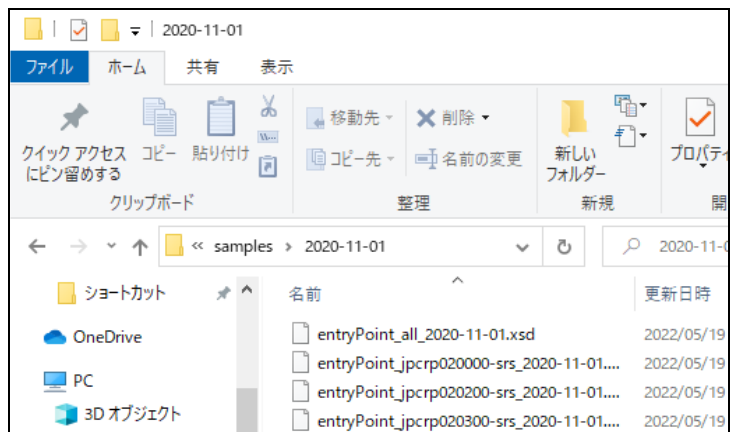 2020-11-01
ファイル ホーム 共有 表示
移動先 削除
クイック アクセス コピー 貼り付け コピー先 名前の変更 新しい プロパティ
にピン留めする フォルダー
クリップボード 整理 新規 開
« samples › 2020-11-01 2020-11-0
ショートカット 名前 更新日時
OneDrive entryPoint_all_2020-11-01.xsd 2022/05/19
PC entryPoint_jpcrp020000-srs_2020-11-01.... 2022/05/19
entryPoint_jpcrp020200-srs_2020-11-01.... 2022/05/19
3D オブジェクト entryPoint_jpcrp020300-srs_2020-11-01.... 2022/05/19